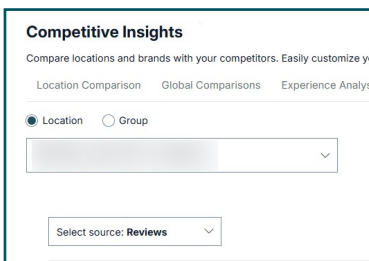 Competitive Insights
Compare locations and brands with your competitors. Easily customize
Location Comparison Global Comparisons Experience
Location Group
Select source: Reviews